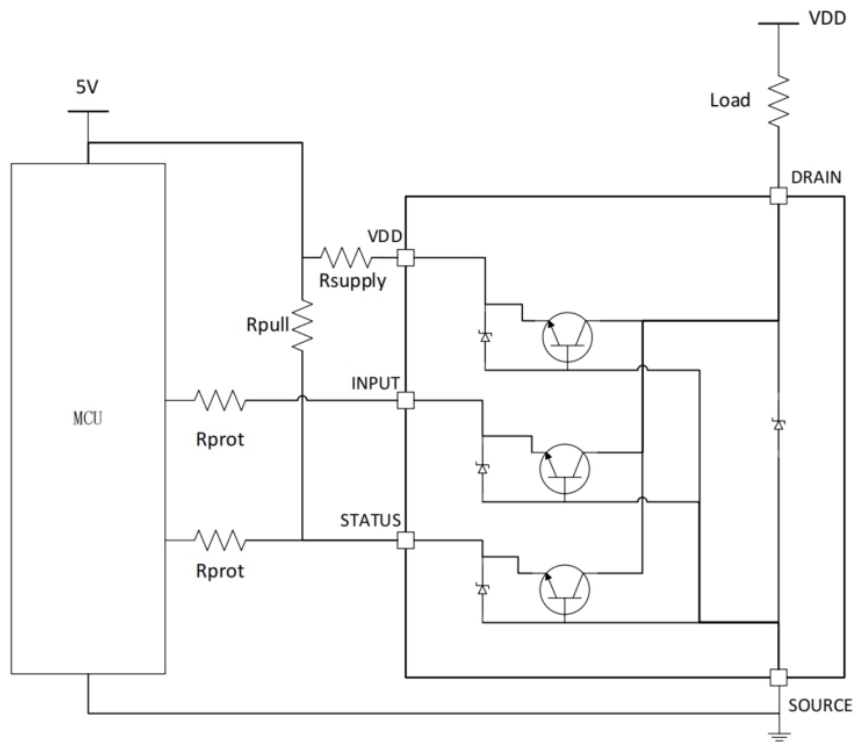 VDD
5V
Load
DRAIN
VDD
Rsupply
Rpull
INPUT
MCU
Rprot
STATUS
Rprot
SOURCE